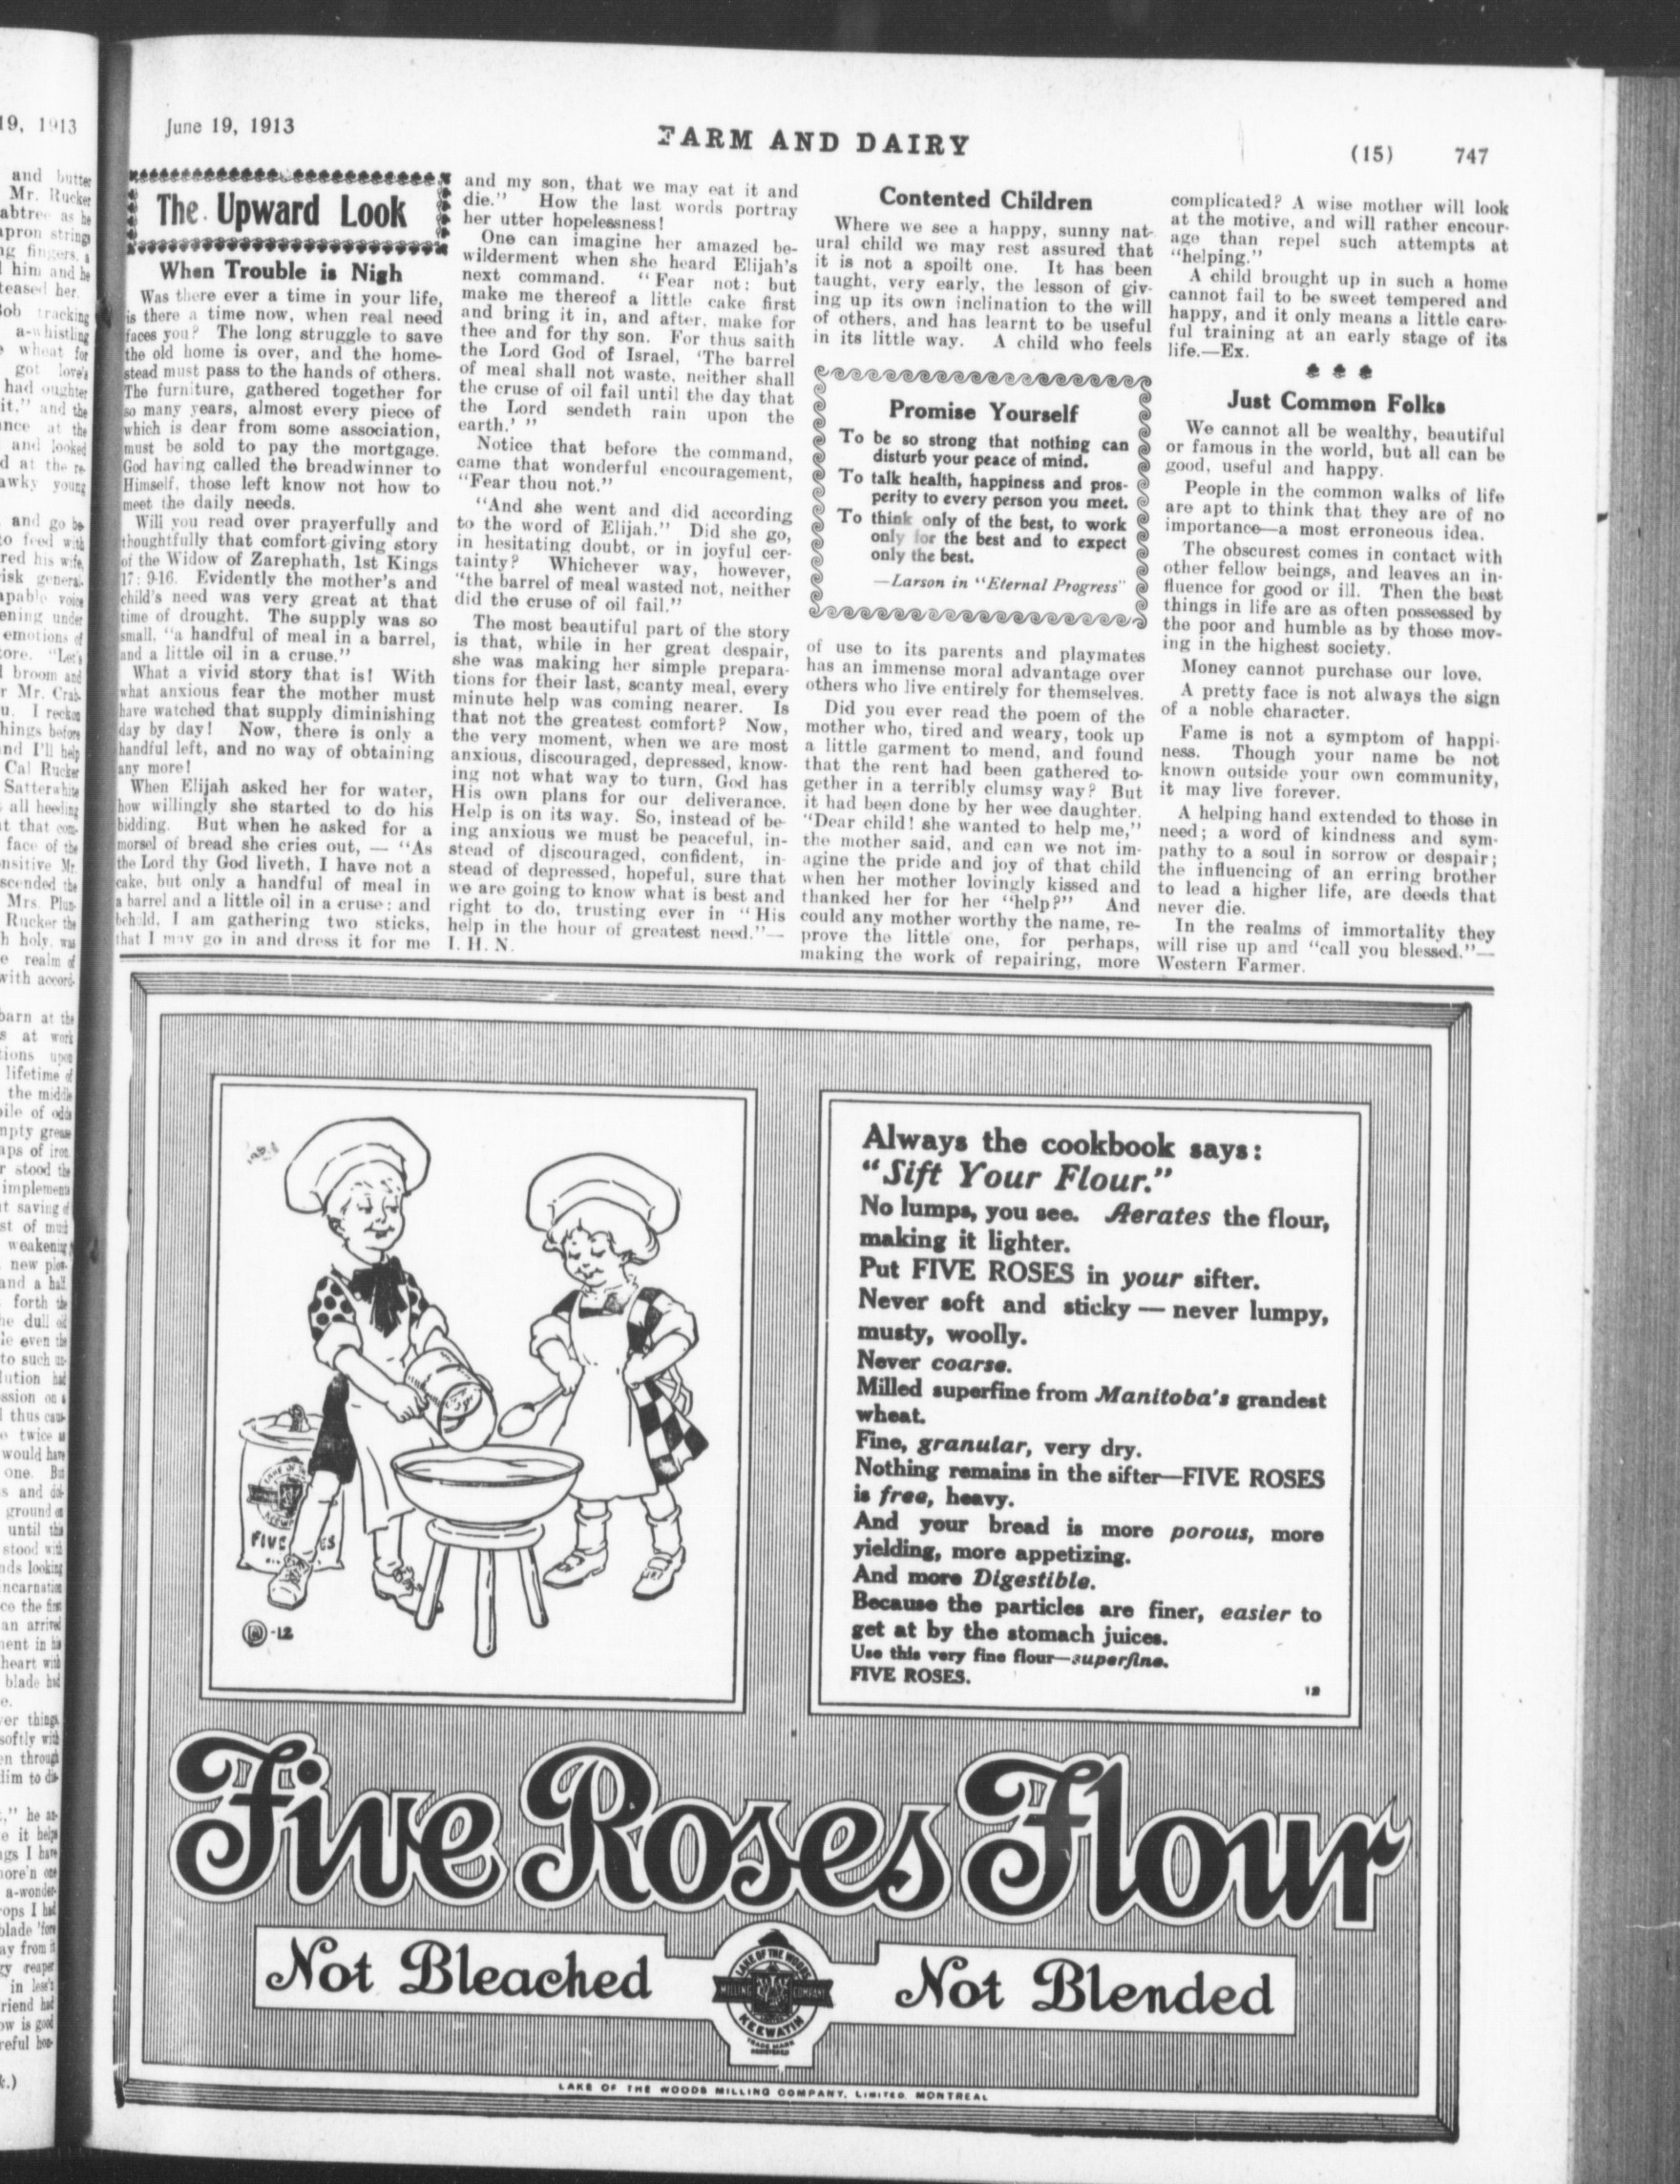 June 19, 1913
FARM AND DAIRY
(15) 747
The Upward Look
When Trouble is Nigh
Was there ever a time in your life,
is there a time now, when real need
faces you? The long struggle to save
the old home is over, and the home-
stead must pass to the hands of others.
The furniture, gathered together for
so many years, almost every piece of
which is dear from some association,
must be sold to pay the mortgage.
God having called the breadwinner to
Himself, those left know not how to
meet the daily needs.
Will you read over prayerfully and
thoughtfully that comfort-giving story
of the Widow of Zarephath, 1st Kings
17: 9-16. Evidently the mother's and
child's need was very great at that
time of drought. The supply was so
small, "a handful of meal in a barrel,
and a little oil in a cruse."
What a vivid story that is! With
what anxious fear the mother must
have watched that supply diminishing
day by day! Now, there is only a
handful left, and no way of obtaining
any more!
When Elijah asked her for water,
how willingly she started to do his
bidding. But when he asked for a
morsel of bread she cries out, — "As
the Lord thy God liveth, I have not a
cake, but only a handful of meal in
a barrel and a little oil in a cruse: and
behold, I am gathering two sticks,
that I may go in and dress it for me
and my son, that we may eat it and
die." How the last words portray
her utter hopelessness!
One can imagine her amazed be-
wilderment when she heard Elijah's
next command. "Fear not: but
make me thereof a little cake first
and bring it in, and after, make for
thee and for thy son. For thus saith
the Lord God of Israel, 'The barrel
of meal shall not waste, neither shall
the cruse of oil fail until the day that
the Lord sendeth rain upon the
earth.' "
Notice that before the command,
came that wonderful encouragement,
"Fear thou not."
"And she went and did according
to the word of Elijah." Did she go,
in hesitating doubt, or in joyful cer-
tainty? Whichever way, however,
"the barrel of meal wasted not, neither
did the cruse of oil fail."
The most beautiful part of the story
is that, while in her great despair,
she was making her simple prepara-
tions for their last, scanty meal, every
minute help was coming nearer. Is
that not the greatest comfort? Now,
the very moment, when we are most
anxious, discouraged, depressed, know-
ing not what way to turn, God has
His own plans for our deliverance.
Help is on its way. So, instead of be-
ing anxious we must be peaceful, in-
stead of discouraged, confident, in-
stead of depressed, hopeful, sure that
we are going to know what is best and
right to do, trusting ever in "His
help in the hour of greatest need."—
I. H. N.
Contented Children
Where we see a happy, sunny nat-
ural child we may rest assured that
it is not a spoilt one. It has been
taught, very early, the lesson of giv-
ing up its own inclination to the will
of others, and has learnt to be useful
in its little way. A child who feels
Promise Yourself
To be so strong that nothing can
disturb your peace of mind.
To talk health, happiness and pros-
perity to every person you meet.
To think only of the best, to work
only for the best and to expect
only the best.
—Larson in "Eternal Progress"
of use to its parents and playmates
has an immense moral advantage over
others who live entirely for themselves.
Did you ever read the poem of the
mother who, tired and weary, took up
a little garment to mend, and found
that the rent had been gathered to-
gether in a terribly clumsy way? But
it had been done by her wee daughter.
"Dear child! she wanted to help me,"
the mother said, and can we not im-
agine the pride and joy of that child
when her mother lovingly kissed and
thanked her for her "help?" And
could any mother worthy the name, re-
prove the little one, for perhaps,
making the work of repairing, more
complicated? A wise mother will look
at the motive, and will rather encour-
age than repel such attempts at
"helping."
A child brought up in such a home
cannot fail to be sweet tempered and
happy, and it only means a little care-
ful training at an early stage of its
life.—Ex.
Just Common Folks
We cannot all be wealthy, beautiful
or famous in the world, but all can be
good, useful and happy.
People in the common walks of life
are apt to think that they are of no
importance—a most erroneous idea.
The obscurest comes in contact with
other fellow beings, and leaves an in-
fluence for good or ill. Then the best
things in life are as often possessed by
the poor and humble as by those mov-
ing in the highest society.
Money cannot purchase our love.
A pretty face is not always the sign
of a noble character.
Fame is not a symptom of happi-
ness. Though your name be not
known outside your own community,
it may live forever.
A helping hand extended to those in
need; a word of kindness and sym-
pathy to a soul in sorrow or despair;
the influencing of an erring brother
to lead a higher life, are deeds that
never die.
In the realms of immortality they
will rise up and "call you blessed."—
Western Farmer.
FIVE ES
-12
Always the cookbook says:
"Sift Your Flour."
No lumps, you see. Aerates the flour,
making it lighter.
Put FIVE ROSES in your sifter.
Never soft and sticky — never lumpy,
musty, woolly.
Never coarse.
Milled superfine from Manitoba's grandest
wheat.
Fine, granular, very dry.
Nothing remains in the sifter—FIVE ROSES
is free, heavy.
And your bread is more porous, more
yielding, more appetizing.
And more Digestible.
Because the particles are finer, easier to
get at by the stomach juices.
Use this very fine flour—superfine.
FIVE ROSES.
Five Roses Flour
Not Bleached
LAKE OF THE WOODS
MILLING COMPANY
KEEWATIN
TRADE MARK
REGISTERED
Not Blended
LAKE OF THE WOODS MILLING COMPANY, LIMITED, MONTREAL